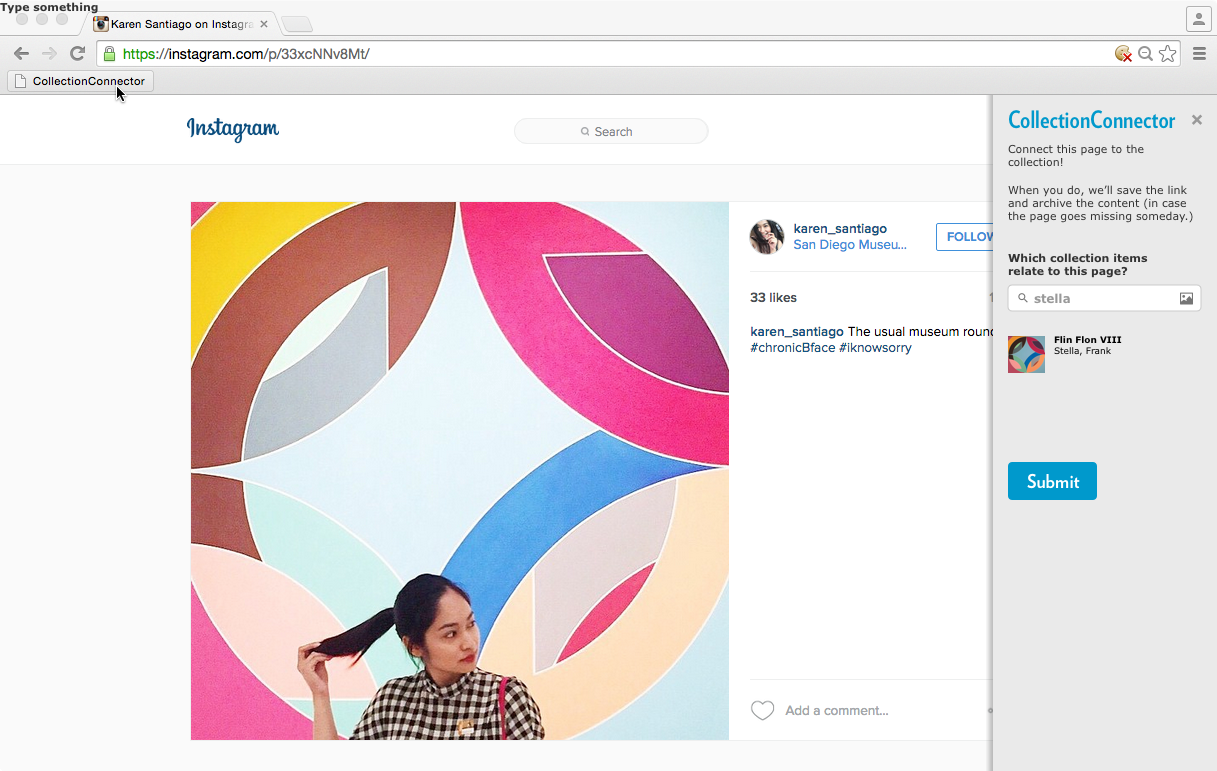 Type something
Karen Santiago on Instagra
https://instagram.com/p/33xcNNv8Mt/
CollectionConnector
Instagram
Search
karen_santiago
San Diego Museu...
FOLLOW
33 likes
karen_santiago The usual museum roun
#chronicBface #iknowsorry
Add a comment...
CollectionConnector
Connect this page to the
collection!
When you do, we'll save the link
and archive the content (in case
the page goes missing someday.)
Which collection items
relate to this page?
stella
Flin Flon VIII
Stella, Frank
Submit